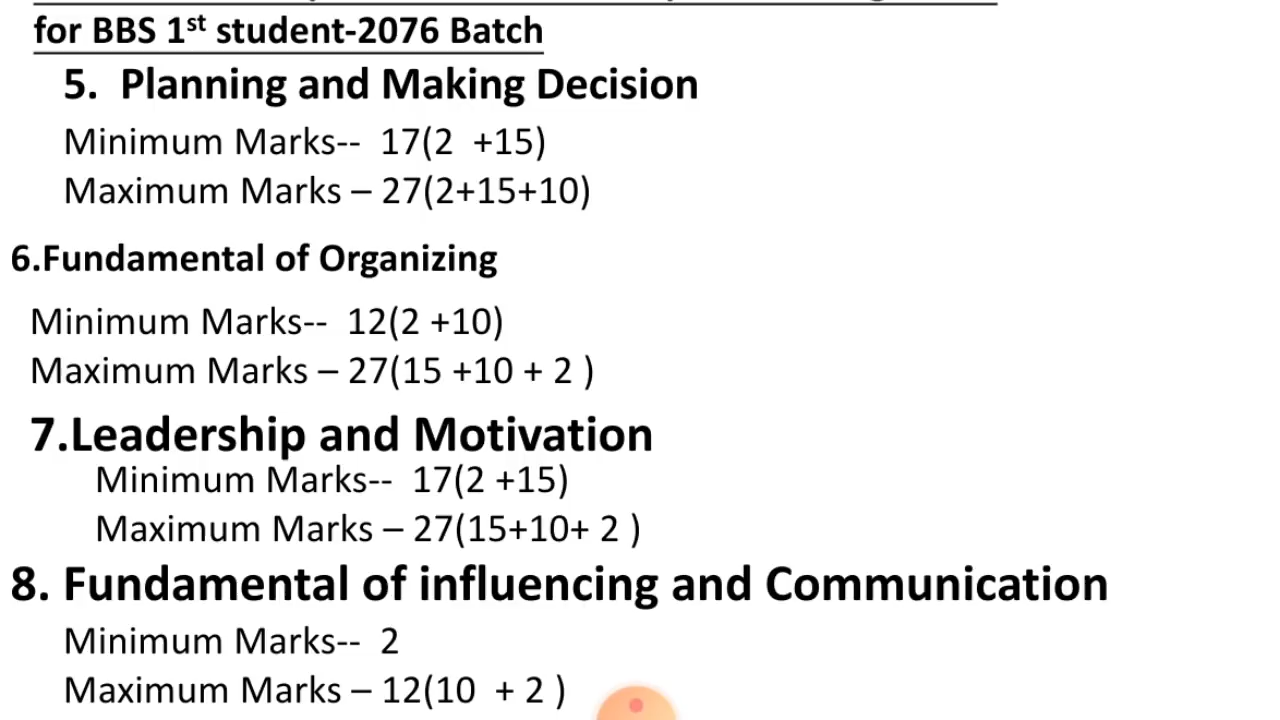 for BBS 1st student-2076 Batch
5. Planning and Making Decision
Minimum Marks-- 17(2 +15)
Maximum Marks – 27(2+15+10)
6.Fundamental of Organizing
Minimum Marks-- 12(2 +10)
Maximum Marks – 27(15 +10 + 2 )
7.Leadership and Motivation
Minimum Marks-- 17(2 +15)
Maximum Marks – 27(15+10+ 2 )
8. Fundamental of influencing and Communication
Minimum Marks-- 2
Maximum Marks – 12(10 + 2 )